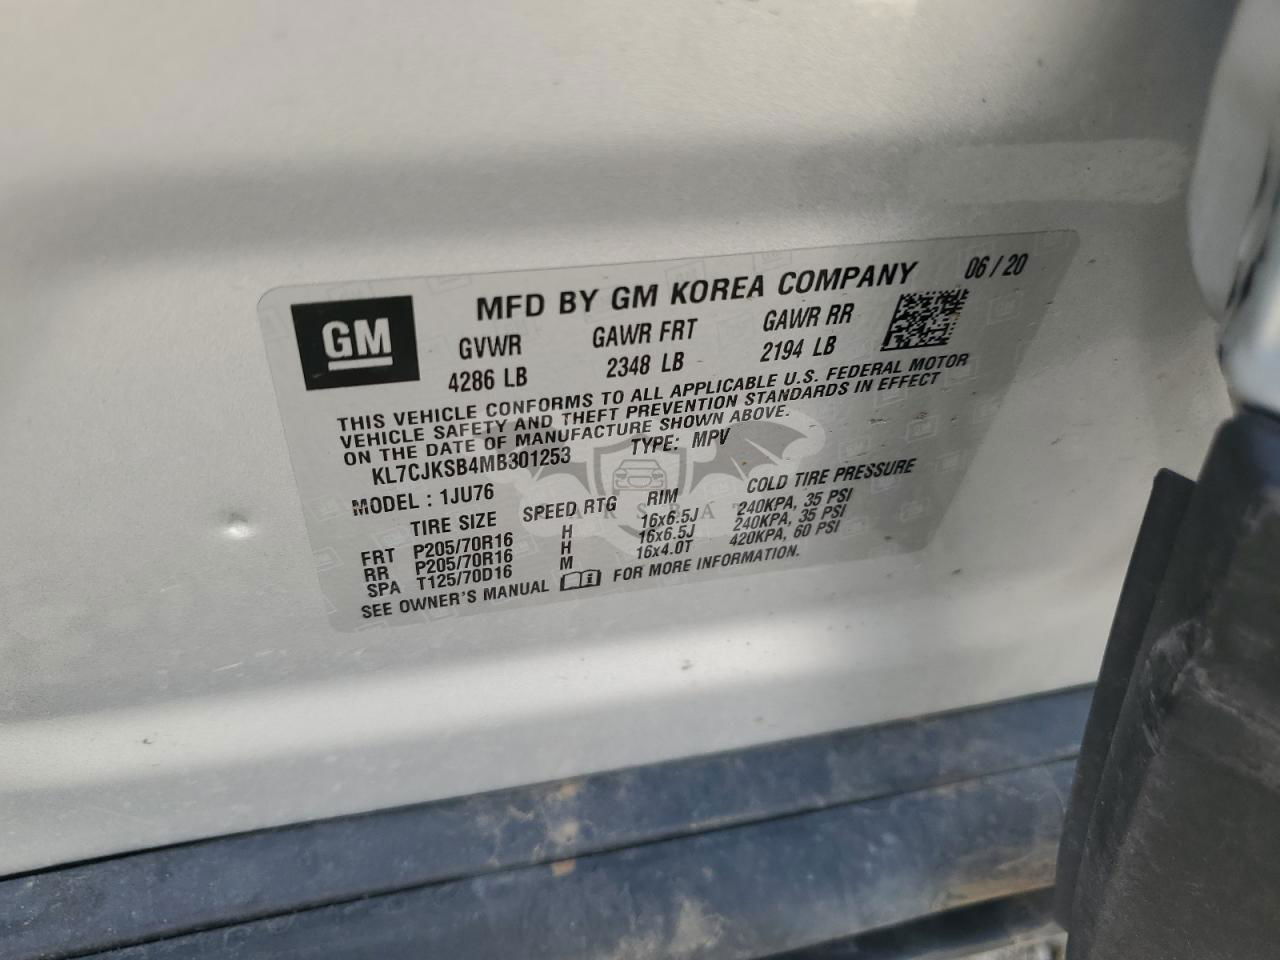 GM
MFD BY GM KOREA COMPANY 06/20
GVWR GAWR FRT GAWR RR
4286 LB 2348 LB 2194 LB
THIS VEHICLE CONFORMS TO ALL APPLICABLE U.S. FEDERAL MOTOR
VEHICLE SAFETY AND THEFT PREVENTION STANDARDS IN EFFECT
ON THE DATE OF MANUFACTURE SHOWN ABOVE.
KL7CJKSB4MB301253 TYPE: MPV
MODEL: 1JU76
TIRE SIZE SPEED RTG RIM COLD TIRE PRESSURE
FRT P205/70R16 H 16x6.5J 240KPA, 35 PSI
RR P205/70R16 H 16x6.5J 240KPA, 35 PSI
SPA T125/70D16 M 16x4.0T 420KPA, 60 PSI
SEE OWNER'S MANUAL FOR MORE INFORMATION.